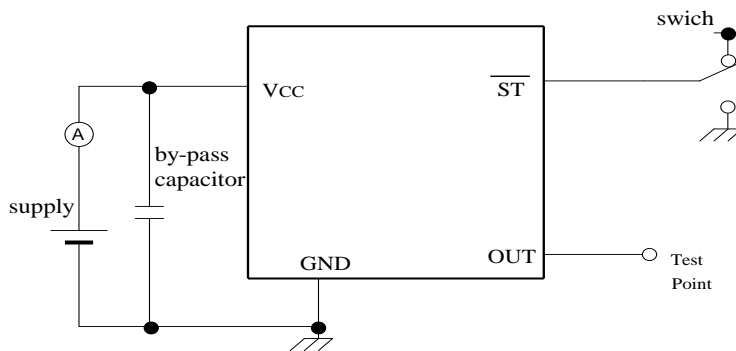 swich
VCC
ST
A
by-pass
capacitor
supply
GND
OUT
Test
Point